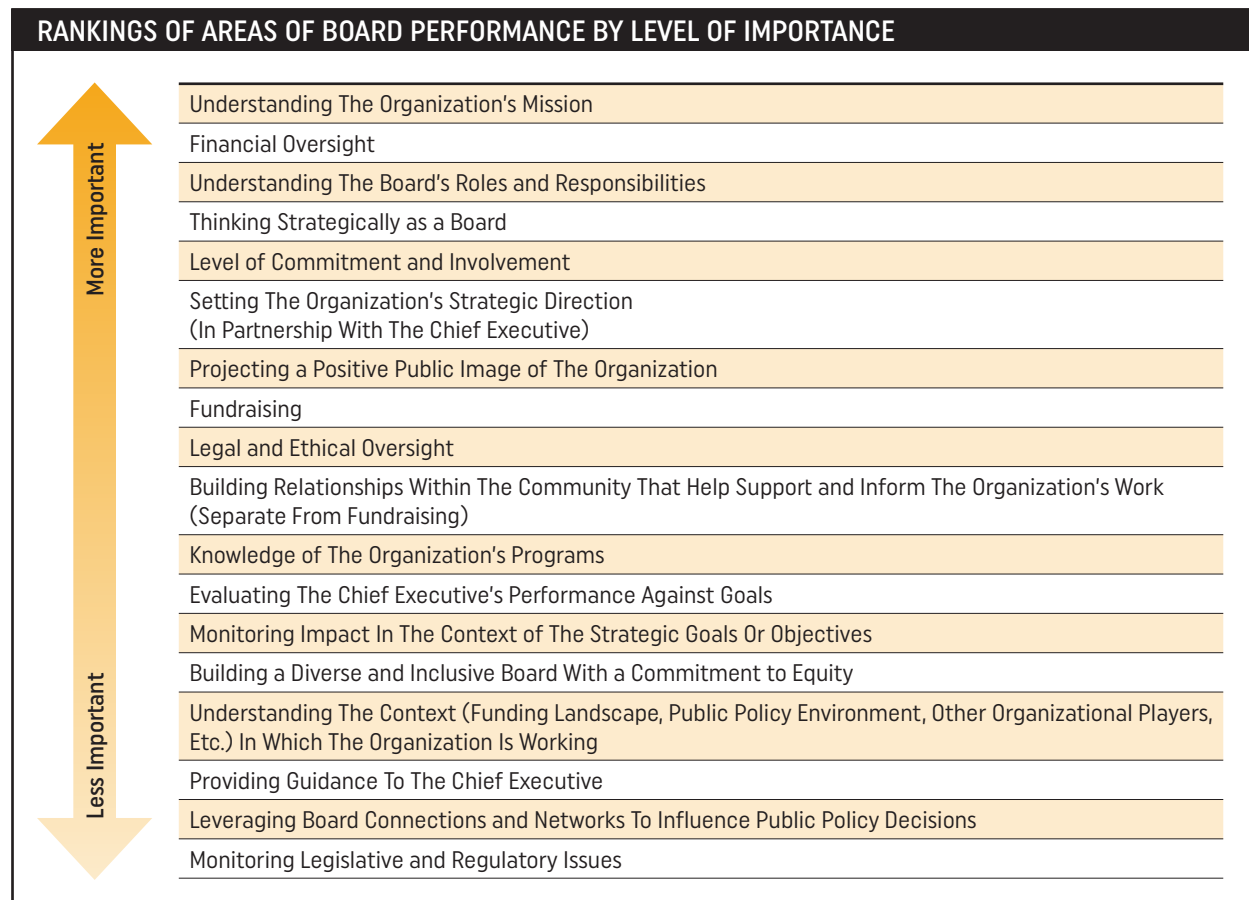 RANKINGS OF AREAS OF BOARD PERFORMANCE BY LEVEL OF IMPORTANCE
More Important
Less Important
Understanding The Organization's Mission
Financial Oversight
Understanding The Board's Roles and Responsibilities
Thinking Strategically as a Board
Level of Commitment and Involvement
Setting The Organization's Strategic Direction
(In Partnership With The Chief Executive)
Projecting a Positive Public Image of The Organization
Fundraising
Legal and Ethical Oversight
Building Relationships Within The Community That Help Support and Inform The Organization's Work
(Separate From Fundraising)
Knowledge of The Organization's Programs
Evaluating The Chief Executive's Performance Against Goals
Monitoring Impact In The Context of The Strategic Goals Or Objectives
Building a Diverse and Inclusive Board With a Commitment to Equity
Understanding The Context (Funding Landscape, Public Policy Environment, Other Organizational Players,
Etc.) In Which The Organization Is Working
Providing Guidance To The Chief Executive
Leveraging Board Connections and Networks To Influence Public Policy Decisions
Monitoring Legislative and Regulatory Issues